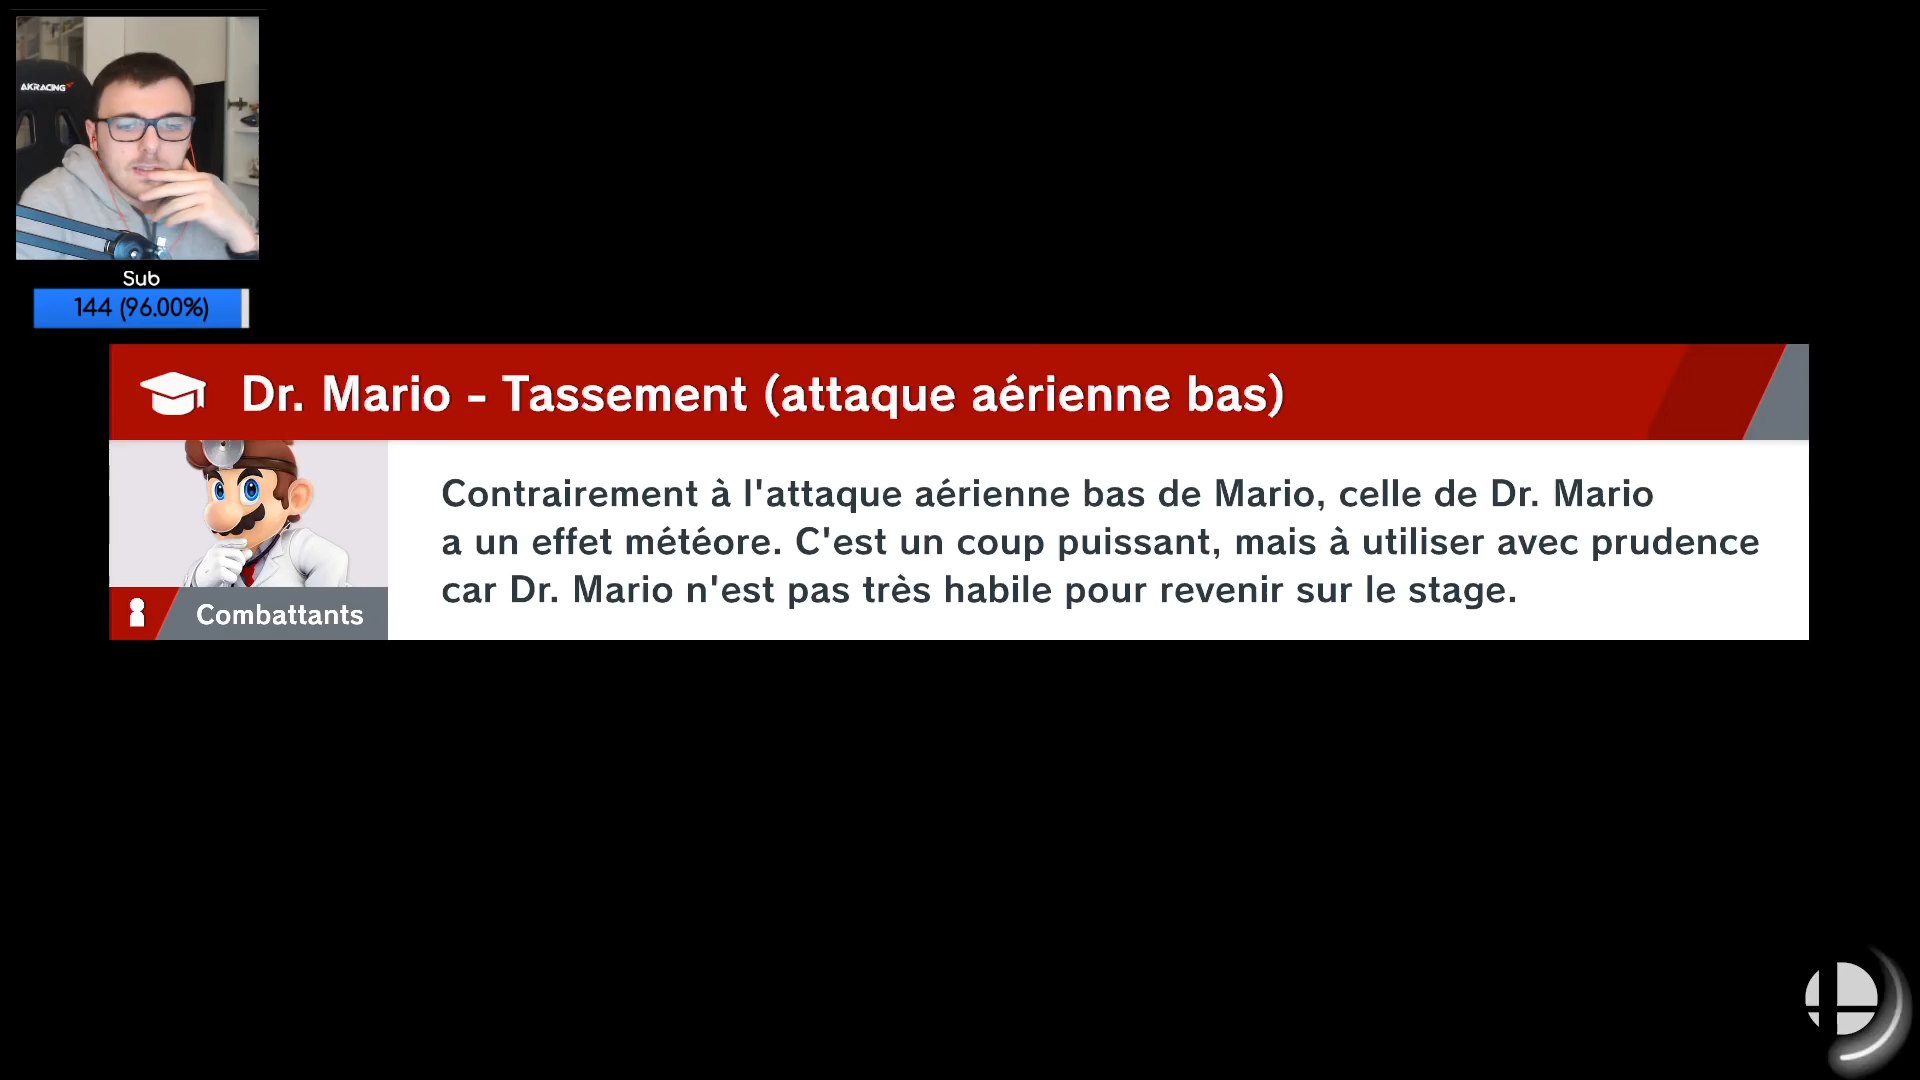 AKRACING
Sub
144 (96.00%)
Dr. Mario - Tassement (attaque aérienne bas)
Contrairement à l'attaque aérienne bas de Mario, celle de Dr. Mario
a un effet météore. C'est un coup puissant, mais à utiliser avec prudence
car Dr. Mario n'est pas très habile pour revenir sur le stage.
Combattants